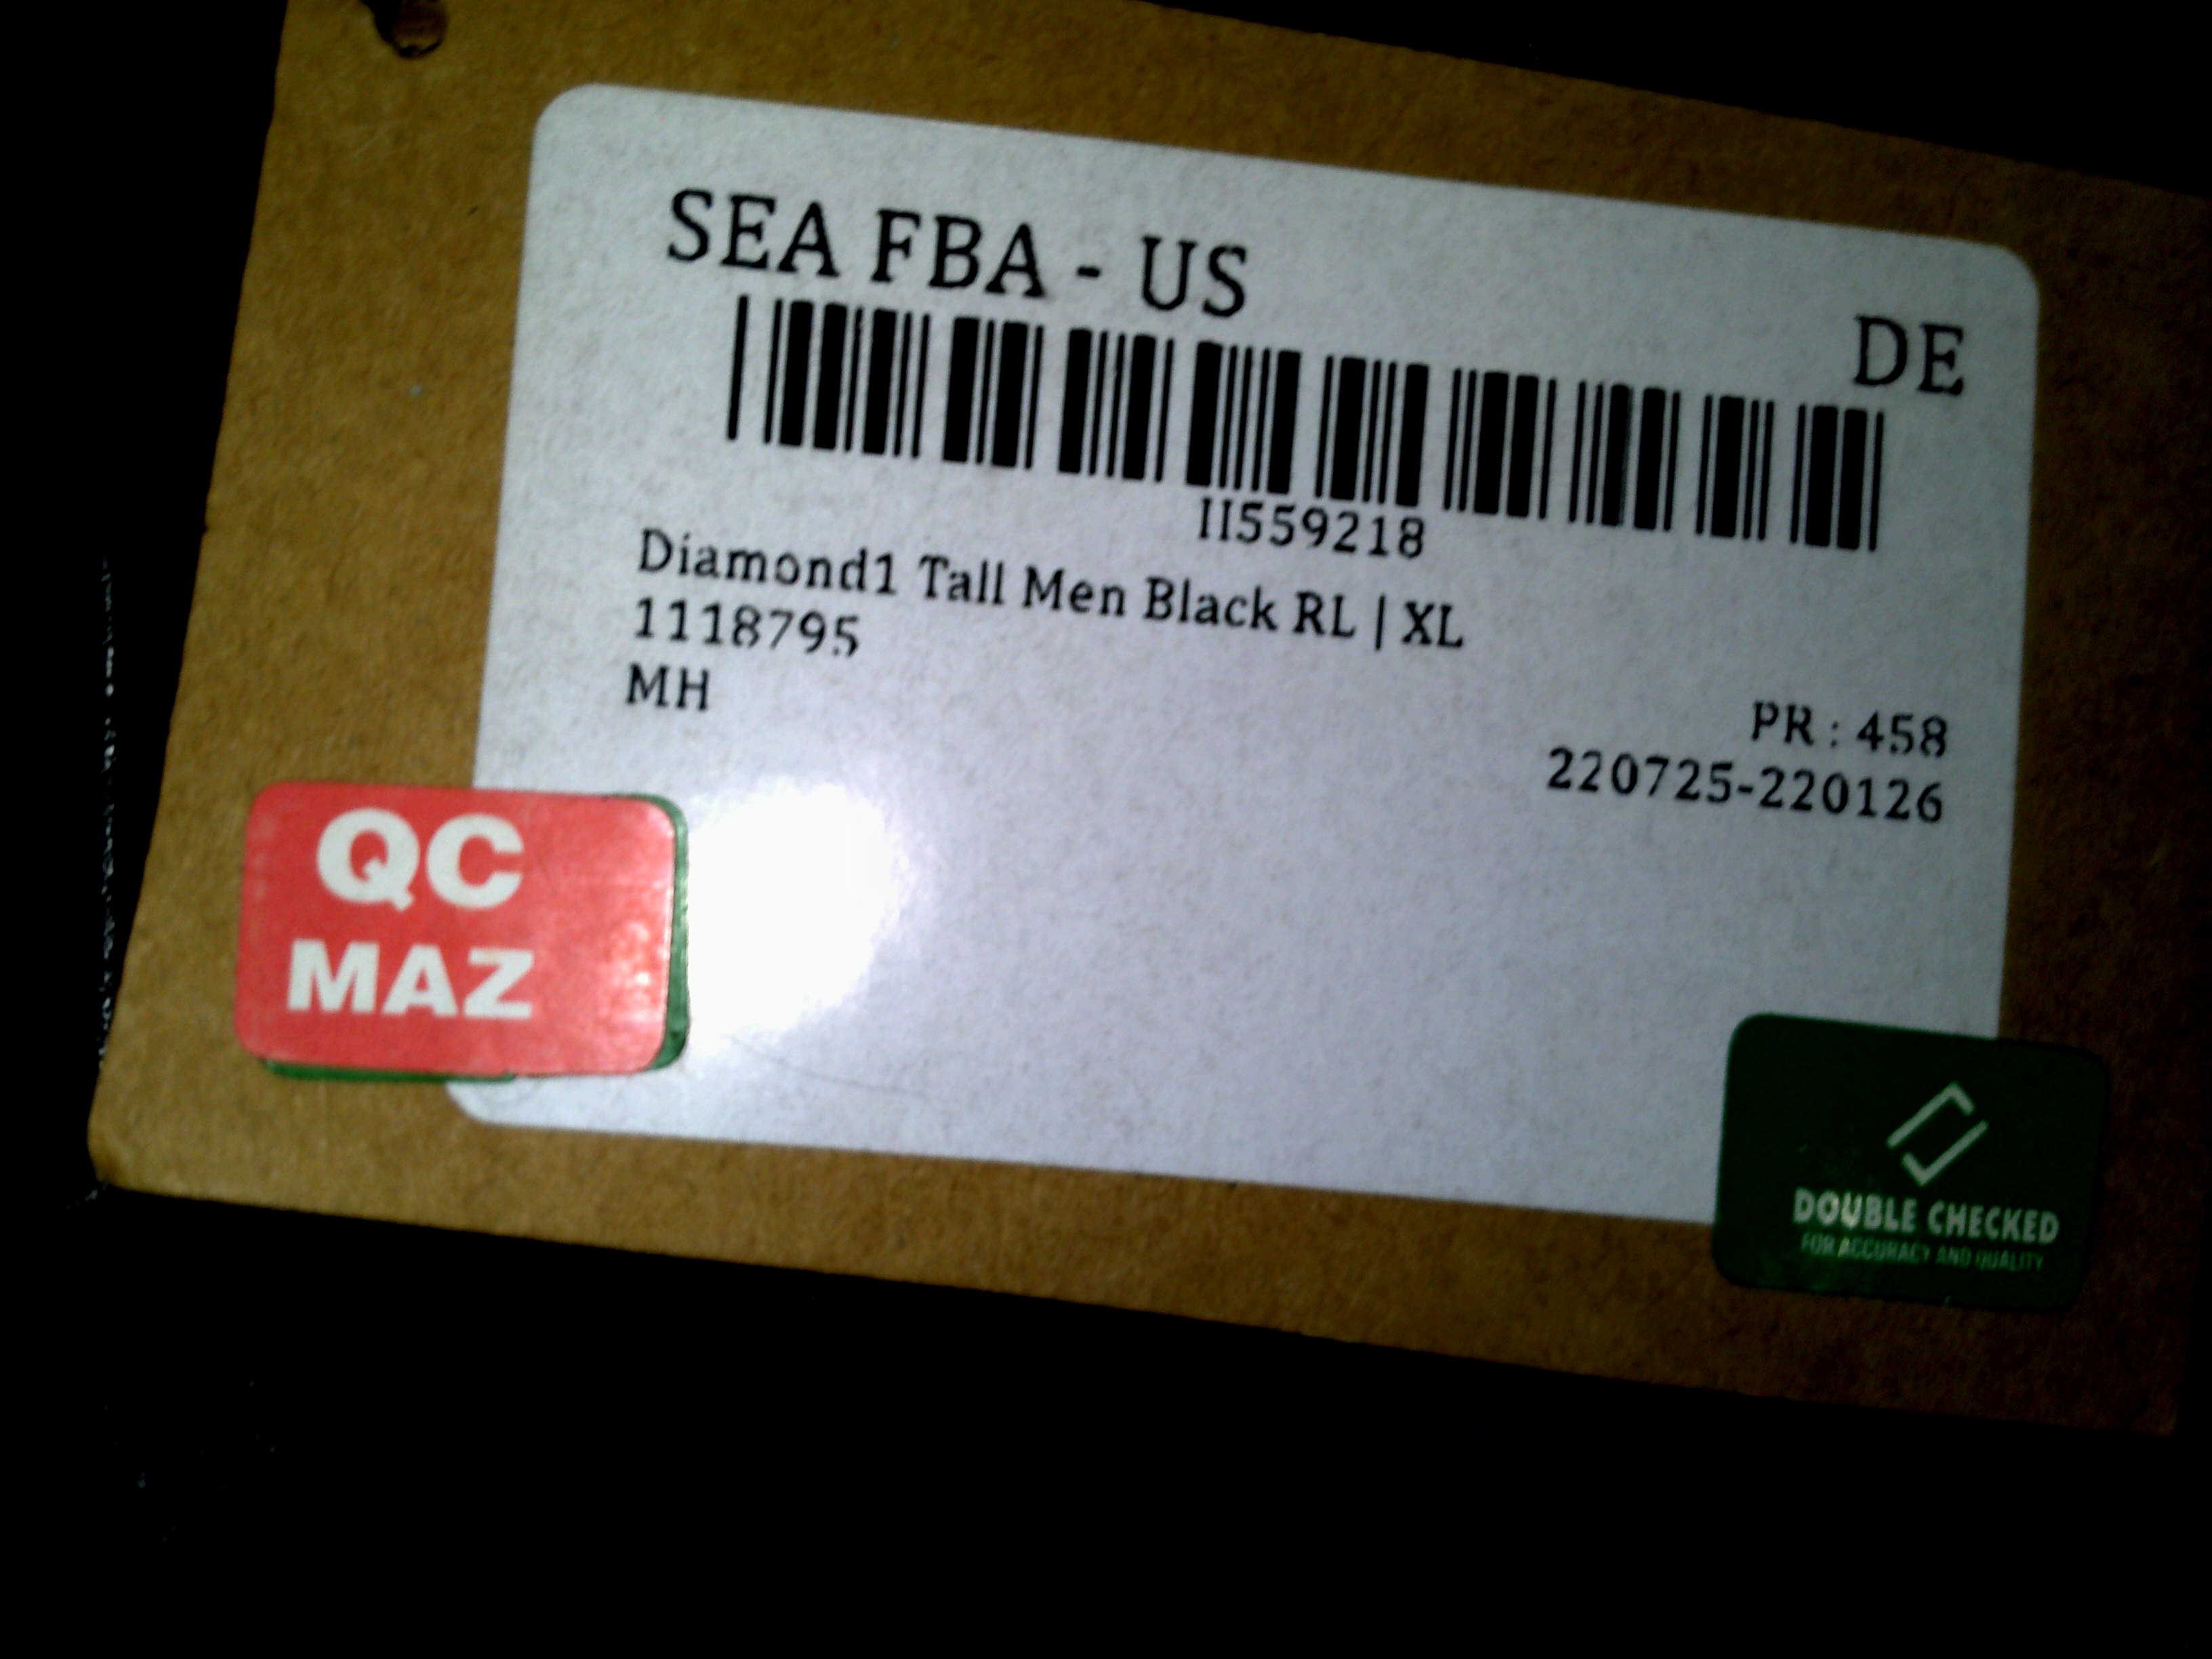 SEA FBA - US
DE
II559218
Diamond1 Tall Men Black RL | XL
1118795
MH
PR : 458
220725-220126
QC
MAZ
DOUBLE CHECKED
FOR ACCURACY AND QUALITY